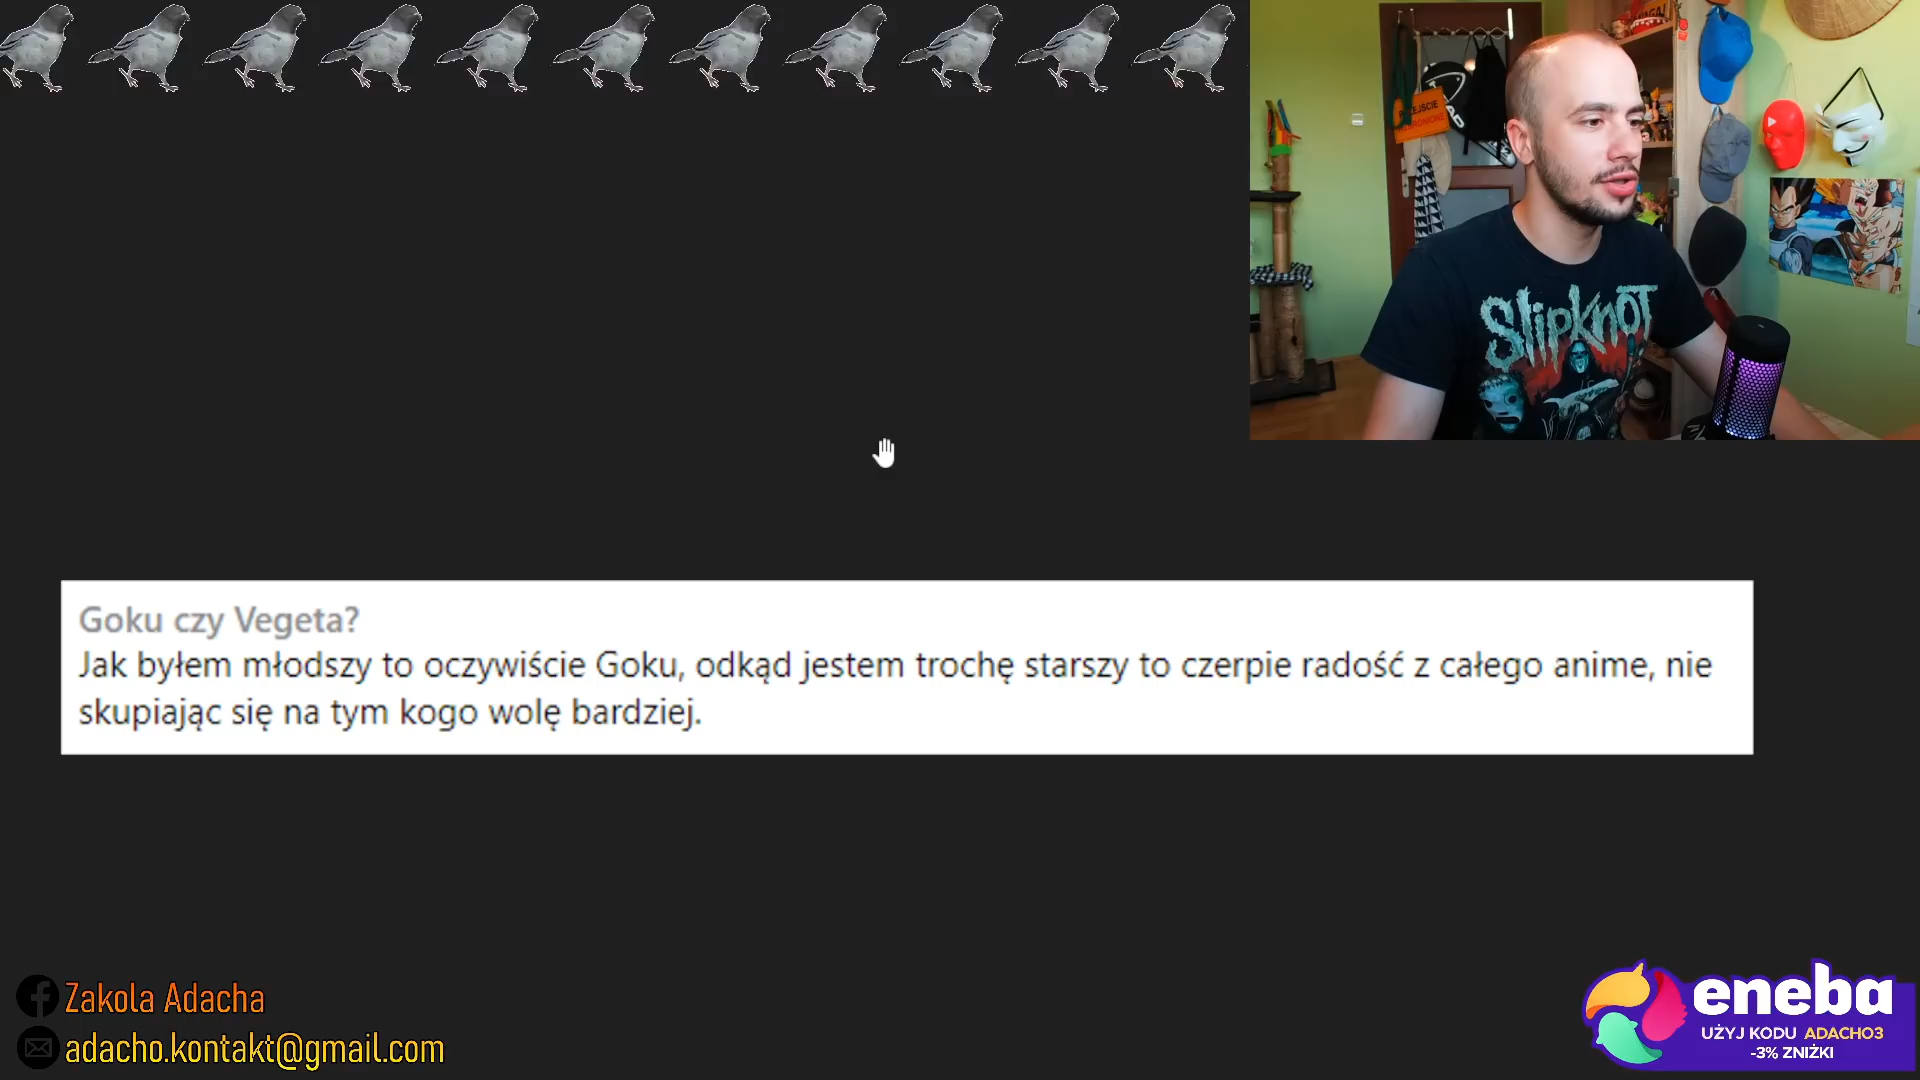 Slipknot
Goku czy Vegeta?
Jak byłem młodszy to oczywiście Goku, odkąd jestem trochę starszy to czerpie radość z całego anime, nie
skupiając się na tym kogo wolę bardziej.
Zakola Adacha
adacho.kontakt@gmail.com
eneba
UŻYJ KODU ADACHO3
-3% ZNIŻKI